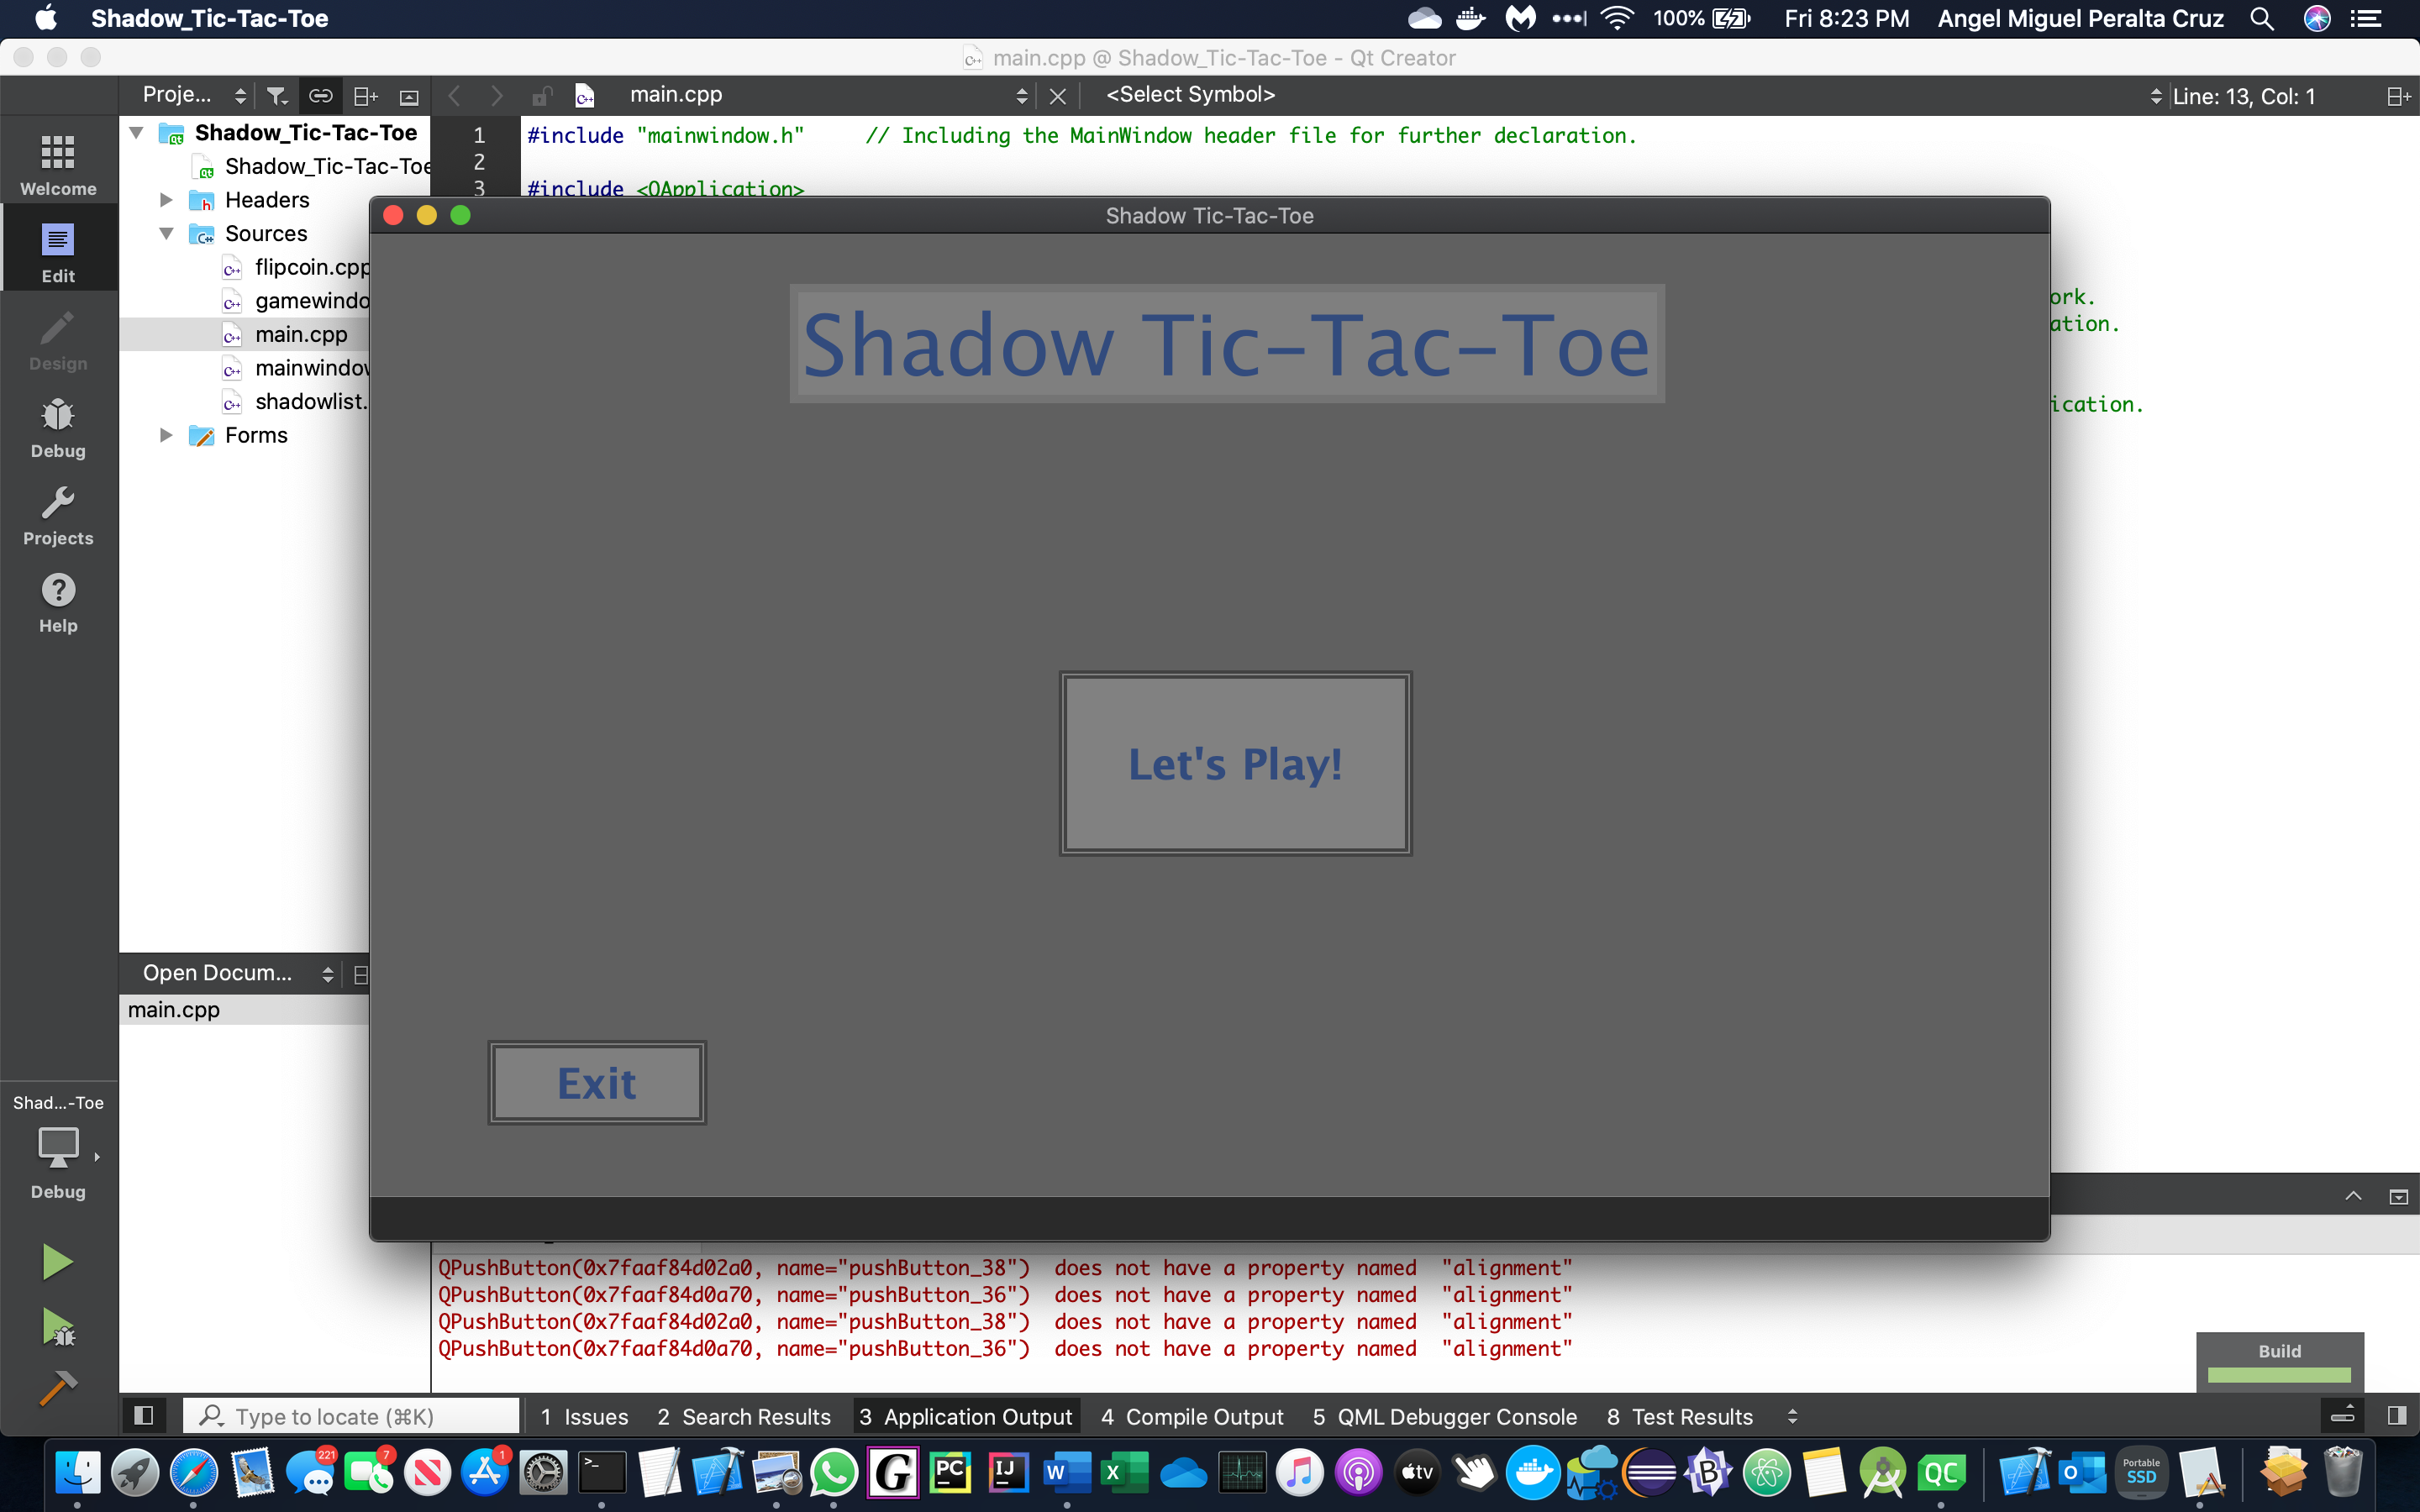 Shadow_Tic-Tac-Toe
100%
Fri 8:23 PM
Angel Miguel Peralta Cruz
main.cpp @ Shadow_Tic-Tac-Toe - Qt Creator
Proje...
main.cpp
<Select Symbol>
Line: 13, Col: 1
Shadow_Tic-Tac-Toe
Shadow_Tic-Tac-Toe
Headers
Sources
flipcoin.cpp
gamewindo
main.cpp
mainwindow
shadowlist.
Forms
Welcome
Edit
Design
Debug
Projects
Help
1 #include "mainwindow.h" // Including the MainWindow header file for further declaration.
2
3 #include <QApplication>
ork.
ation.
ication.
Shadow Tic-Tac-Toe
Shadow Tic-Tac-Toe
Let's Play!
Exit
Open Docum...
main.cpp
Shad...-Toe
Debug
QPushButton(0x7faaf84d02a0, name="pushButton_38") does not have a property named "alignment"
QPushButton(0x7faaf84d0a70, name="pushButton_36") does not have a property named "alignment"
QPushButton(0x7faaf84d02a0, name="pushButton_38") does not have a property named "alignment"
QPushButton(0x7faaf84d0a70, name="pushButton_36") does not have a property named "alignment"
Build
Type to locate (⌘K)
1 Issues
2 Search Results
3 Application Output
4 Compile Output
5 QML Debugger Console
8 Test Results
221
7
1
>_
G
PC
IJ
W
X
tv
B
QC
O
Portable
SSD